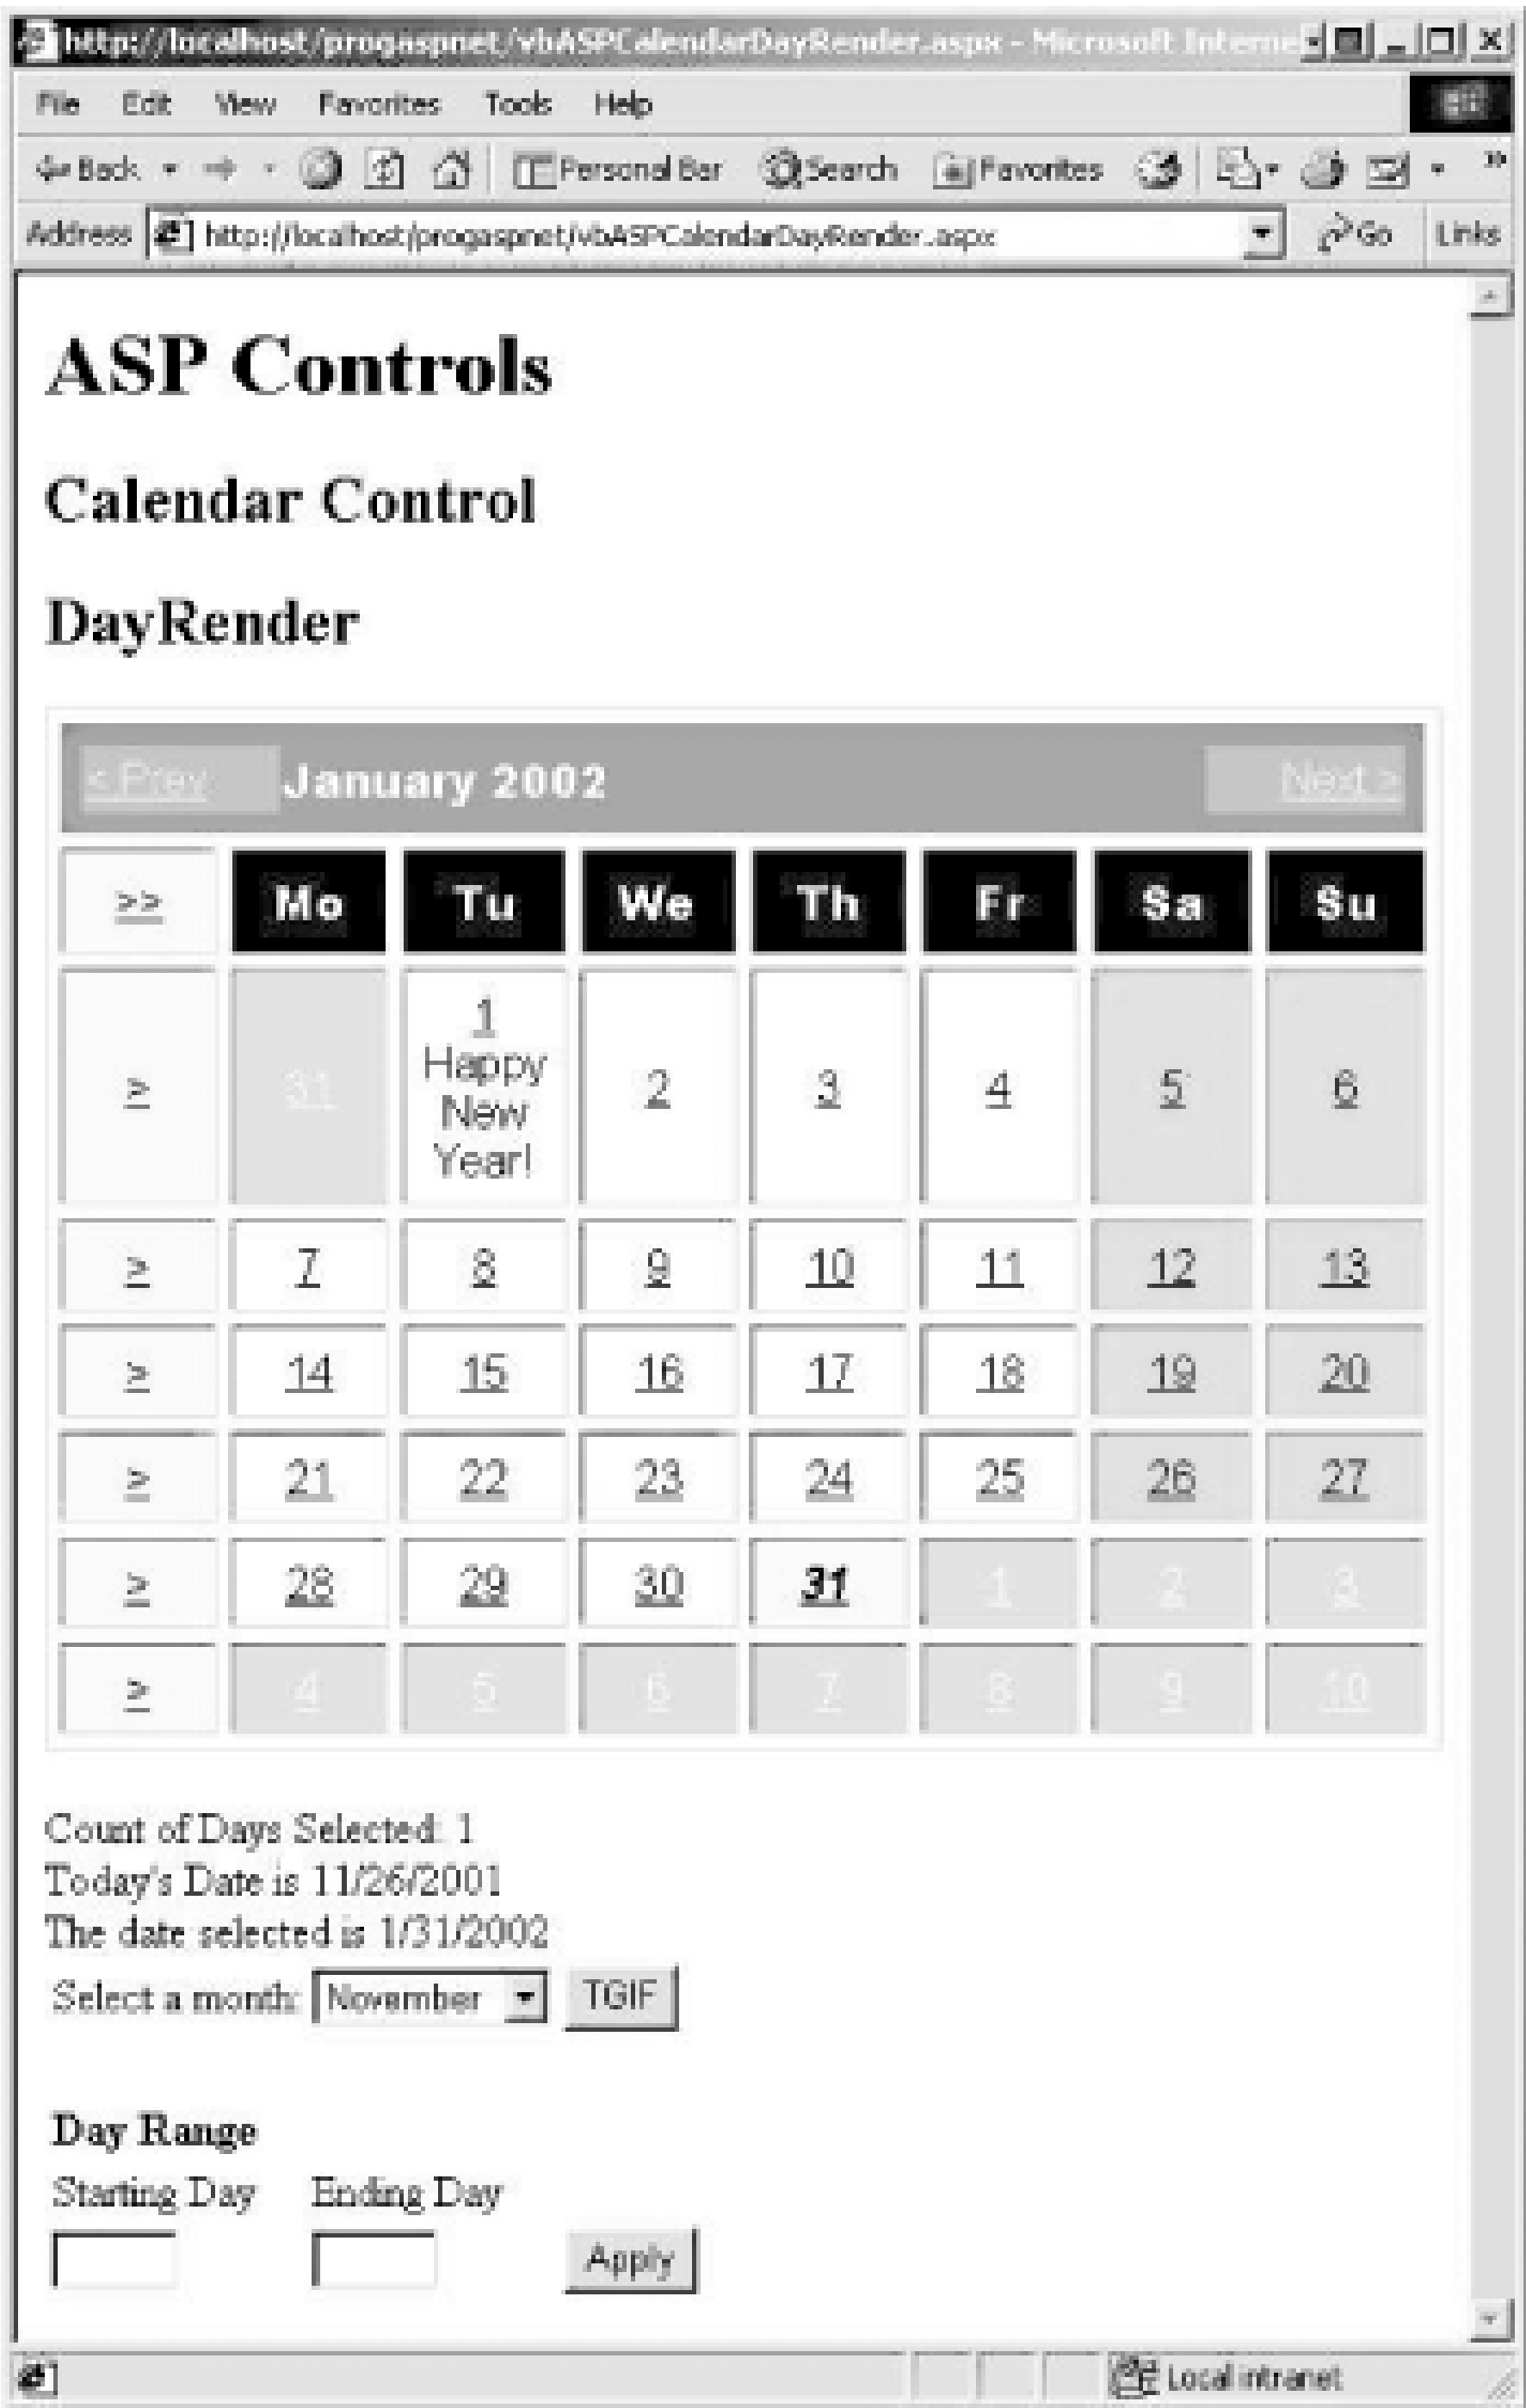 http://localhost/progaspnet/vbASPCalendarDayRender.aspx - Microsoft Interne
File Edit View Favorites Tools Help
Back Personal Bar Search Favorites »
Address http://localhost/progaspnet/vbASPCalendarDayRender.aspx Go Links
ASP Controls
Calendar Control
DayRender
< Prev January 2002 Next >
>> Mo Tu We Th Fr Sa Su
> 31 1 Happy New Year! 2 3 4 5 6
> 7 8 9 10 11 12 13
> 14 15 16 17 18 19 20
> 21 22 23 24 25 26 27
> 28 29 30 31 1 2 3
> 4 5 6 7 8 9 10
Count of Days Selected: 1
Today's Date is 11/26/2001
The date selected is 1/31/2002
Select a month: November TGIF
Day Range
Starting Day Ending Day
Apply
Local intranet